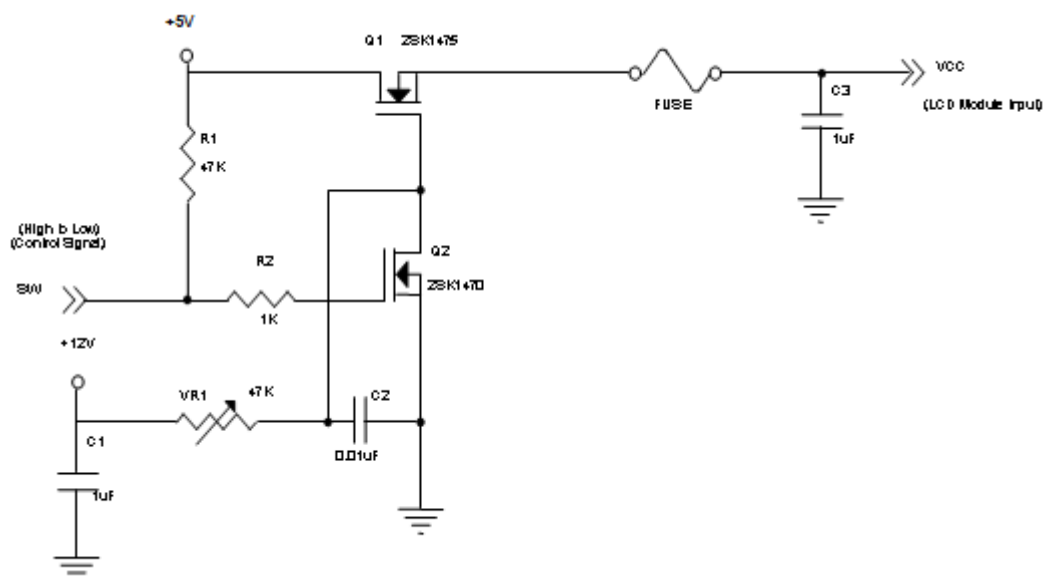 +5V
Q1 2SK1475
FUSE
VCC
(LCD Module Input)
C3
1uF
R1
47K
(High to Low)
(Control Signal)
SW
R2
1K
Q2
2SK1470
+12V
VR1
47K
C2
0.01uF
C1
1uF